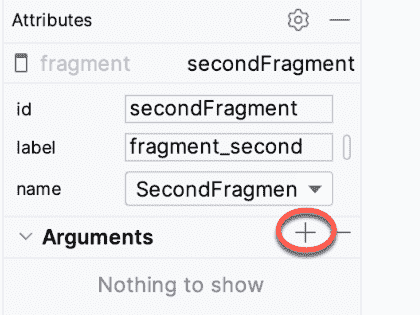 Attributes
fragment secondFragment
id secondFragment
label fragment_second
name SecondFragmen
Arguments
Nothing to show